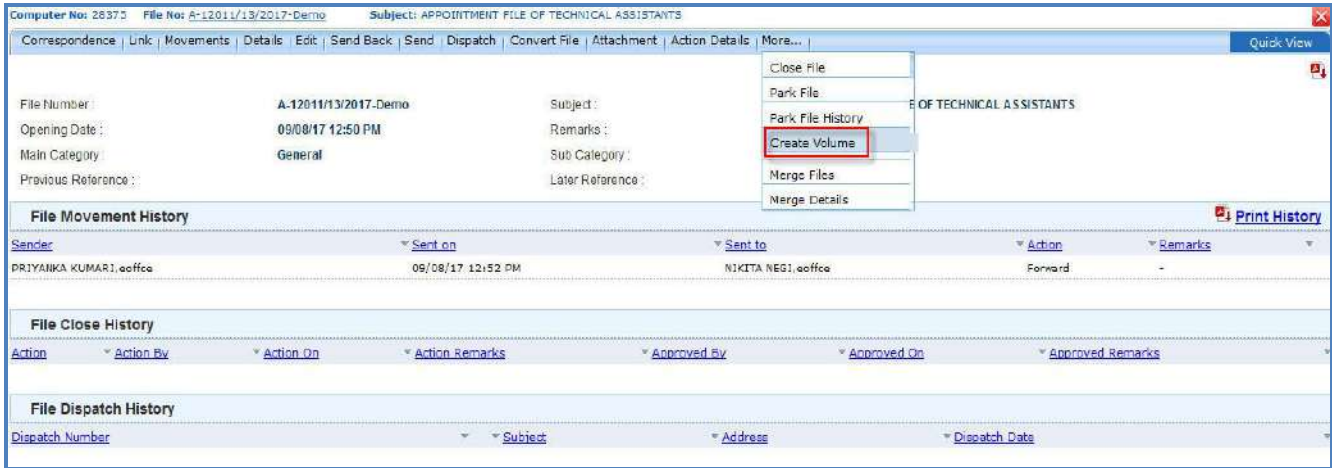 Computer No: 28375 File No: A-12011/13/2017-Demo Subject: APPOINTMENT FILE OF TECHNICAL ASSISTANTS
Correspondence | Link | Movements | Details | Edit | Send Back | Send | Dispatch | Convert File | Attachment | Action Details | More... | Quick View
Close File
Park File
File Number : A-12011/13/2017-Demo Subject : E OF TECHNICAL ASSISTANTS
Park File History
Opening Date : 09/08/17 12:50 PM Remarks :
Create Volume
Main Category : General Sub Category :
Merge Files
Previous Reference : Later Reference :
Merge Details
File Movement History Print History
Sender Sent on Sent to Action Remarks
PRIYANKA KUMARI,eoffce 09/08/17 12:52 PM NIKITA NEGI,eoffce Forward -
File Close History
Action Action By Action On Action Remarks Approved By Approved On Approved Remarks
File Dispatch History
Dispatch Number Subject Address Dispatch Date